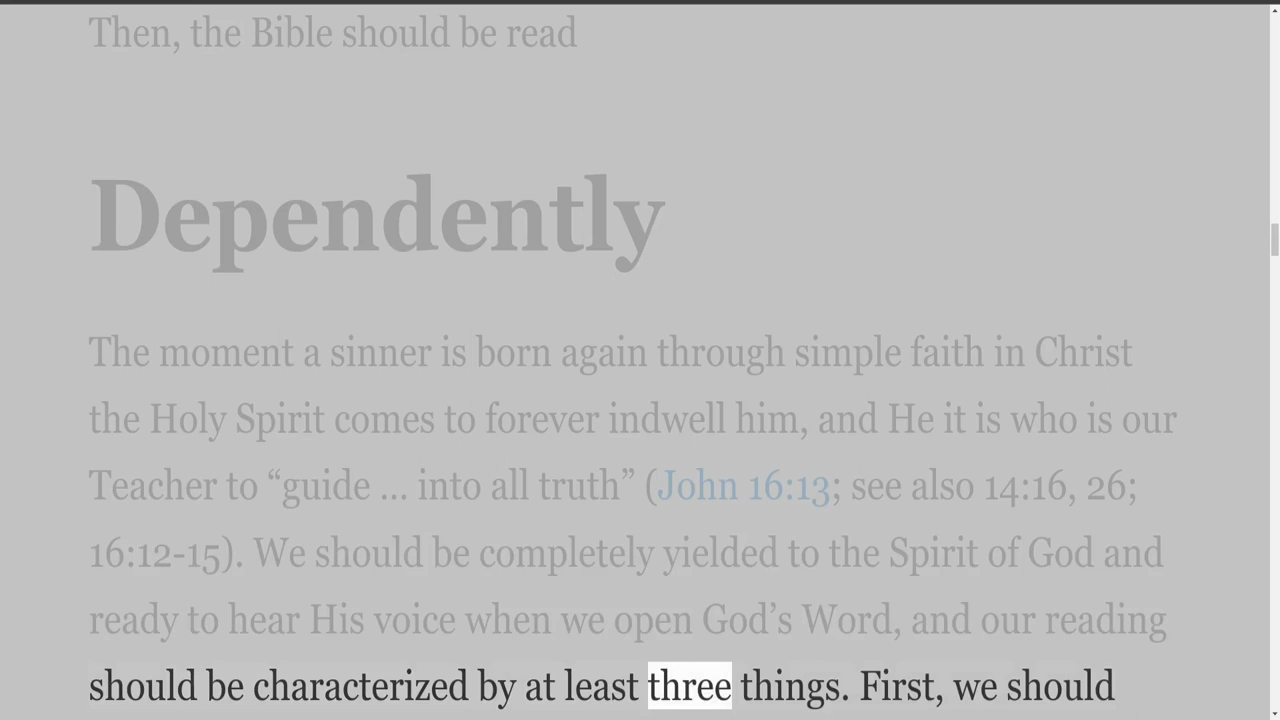 Then, the Bible should be read
Dependently
The moment a sinner is born again through simple faith in Christ
the Holy Spirit comes to forever indwell him, and He it is who is our
Teacher to “guide ... into all truth” (John 16:13; see also 14:16, 26;
16:12-15). We should be completely yielded to the Spirit of God and
ready to hear His voice when we open God’s Word, and our reading
should be characterized by at least three things. First, we should